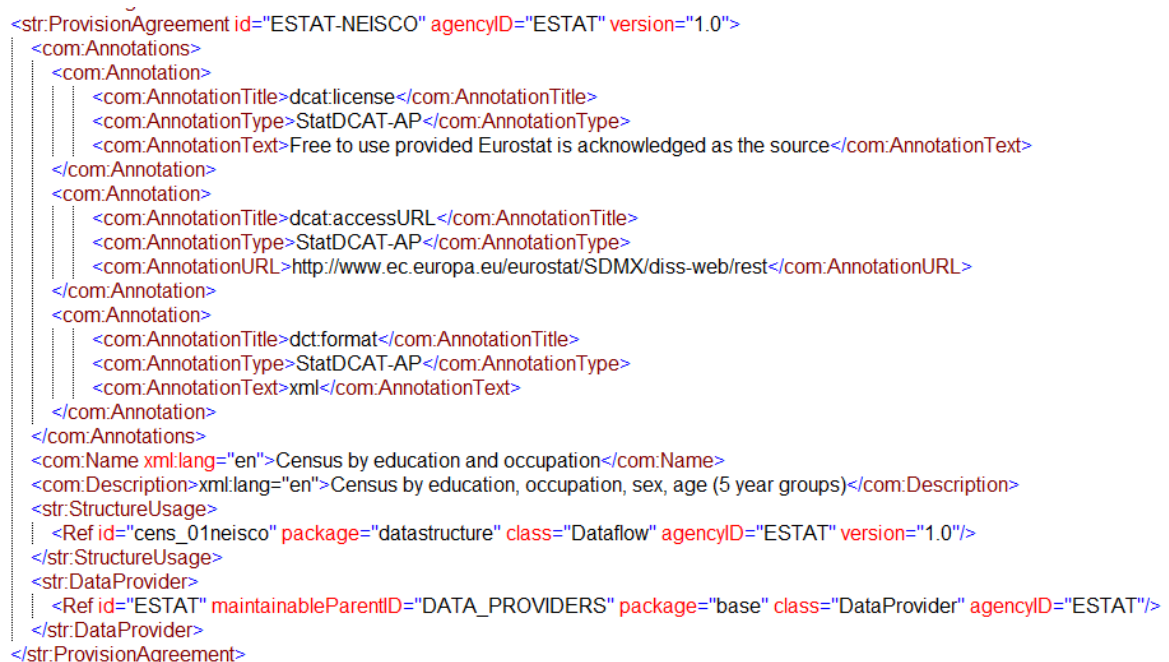 <str:ProvisionAgreement id="ESTAT-NEISCO" agencyID="ESTAT" version="1.0">
<com:Annotations>
<com:Annotation>
<com:AnnotationTitle>dcat:license</com:AnnotationTitle>
<com:AnnotationType>StatDCAT-AP</com:AnnotationType>
<com:AnnotationText>Free to use provided Eurostat is acknowledged as the source</com:AnnotationText>
</com:Annotation>
<com:Annotation>
<com:AnnotationTitle>dcat:accessURL</com:AnnotationTitle>
<com:AnnotationType>StatDCAT-AP</com:AnnotationType>
<com:AnnotationURL>http://www.ec.europa.eu/eurostat/SDMX/diss-web/rest</com:AnnotationURL>
</com:Annotation>
<com:Annotation>
<com:AnnotationTitle>dct:format</com:AnnotationTitle>
<com:AnnotationType>StatDCAT-AP</com:AnnotationType>
<com:AnnotationText>xml</com:AnnotationText>
</com:Annotation>
</com:Annotations>
<com:Name xml:lang="en">Census by education and occupation</com:Name>
<com:Description>xml:lang="en">Census by education, occupation, sex, age (5 year groups)</com:Description>
<str:StructureUsage>
<Ref id="cens_01neisco" package="datastructure" class="Dataflow" agencyID="ESTAT" version="1.0"/>
</str:StructureUsage>
<str:DataProvider>
<Ref id="ESTAT" maintainableParentID="DATA_PROVIDERS" package="base" class="DataProvider" agencyID="ESTAT"/>
</str:DataProvider>
</str:ProvisionAgreement>